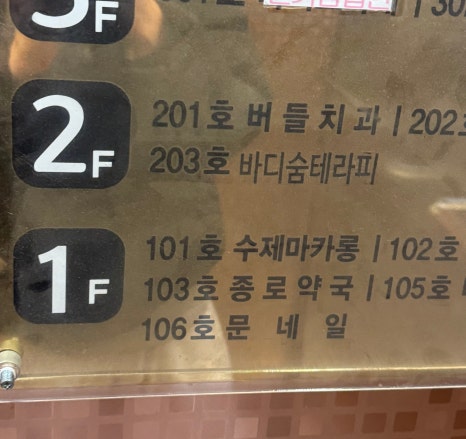 F
2F
201호 버들치과 | 202
203호 바디숨테라피
1F
101호 수제마카롱 | 102호
103호 종로약국 | 105호
106호 문 네 일